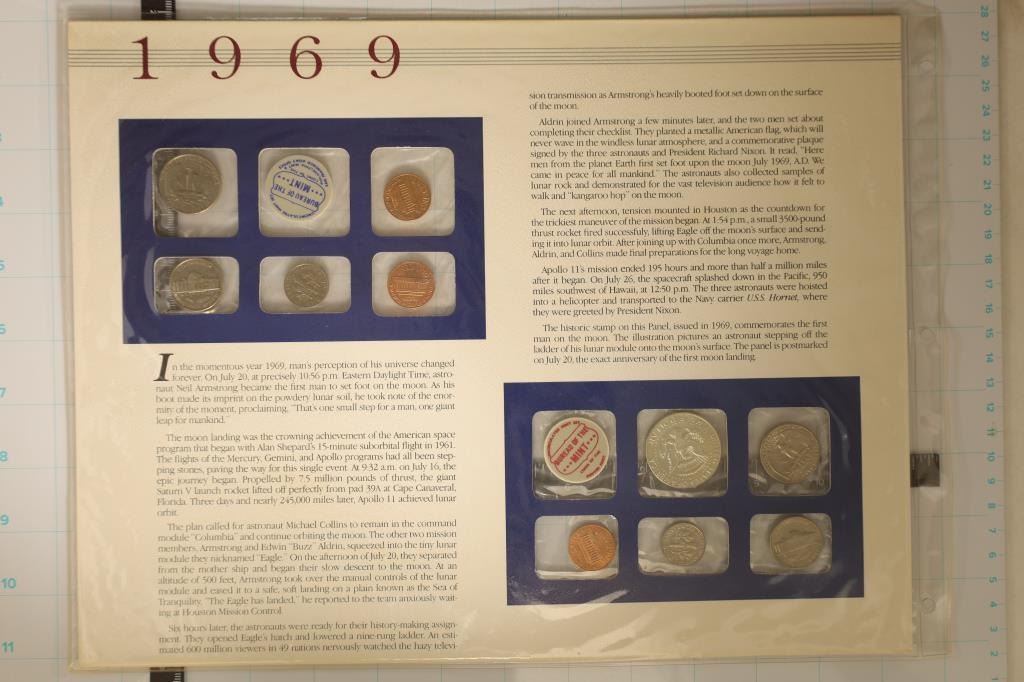 1969
In the momentous year 1969, man's perception of his universe changed
forever. On July 20, at precisely 10:56 p.m. Eastern Daylight Time, astro-
naut Neil Armstrong became the first man to set foot on the moon. As his
boot made its imprint on the powdery lunar soil, he took note of the enor-
mity of the moment, proclaiming, "That's one small step for a man, one giant
leap for mankind."
The moon landing was the crowning achievement of the American space
program that began with Alan Shepard's 15-minute suborbital flight in 1961.
The flights of the Mercury, Gemini, and Apollo programs had all been step-
ping stones, paving the way for this single event. At 9:32 a.m. on July 16, the
epic journey began. Propelled by 7.5 million pounds of thrust, the giant
Saturn V launch rocket lifted off perfectly from pad 39A at Cape Canaveral,
Florida. Three days and nearly 245,000 miles later, Apollo 11 achieved lunar
orbit.
The plan called for astronaut Michael Collins to remain in the command
module "Columbia" and continue orbiting the moon. The other two mission
members, Armstrong and Edwin "Buzz" Aldrin, squeezed into the tiny lunar
module they nicknamed "Eagle." On the afternoon of July 20, they separated
from the mother ship and began their slow descent to the moon. At an
altitude of 500 feet, Armstrong took over the manual controls of the lunar
module and eased it to a safe, soft landing on a plain known as the Sea of
Tranquility. "The Eagle has landed," he reported to the team anxiously wait-
ing at Houston Mission Control.
Six hours later, the astronauts were ready for their history-making assign-
ment. They opened Eagle's hatch and lowered a nine-rung ladder. An esti-
mated 600 million viewers in 49 nations nervously watched the hazy televi-
sion transmission as Armstrong's heavily booted foot set down on the surface
of the moon.
Aldrin joined Armstrong a few minutes later, and the two men set about
completing their checklist. They planted a metallic American flag, which will
never wave in the windless lunar atmosphere, and a commemorative plaque
signed by the three astronauts and President Richard Nixon. It read, "Here
men from the planet Earth first set foot upon the moon July 1969, A.D. We
came in peace for all mankind." The astronauts also collected samples of
lunar rock and demonstrated for the vast television audience how it felt to
walk and "kangaroo hop" on the moon.
The next afternoon, tension mounted in Houston as the countdown for
the trickiest maneuver of the mission began. At 1:54 p.m., a small 3500-pound
thrust rocket fired successfuly, lifting Eagle off the moon's surface and send-
ing it into lunar orbit. After joining up with Columbia once more, Armstrong,
Aldrin, and Collins made final preparations for the long voyage home.
Apollo 11's mission ended 195 hours and more than half a million miles
after it began. On July 26, the spacecraft splashed down in the Pacific, 950
miles southwest of Hawaii, at 12:50 p.m. The three astronauts were hoisted
into a helicopter and transported to the Navy carrier U.S.S. Hornet, where
they were greeted by President Nixon.
The historic stamp on this Panel, issued in 1969, commemorates the first
man on the moon. The illustration pictures an astronaut stepping off the
ladder of his lunar module onto the moon's surface. The panel is postmarked
on July 20, the exact anniversary of the first moon landing.
BUREAU OF THE
MINT
BUREAU OF THE
MINT